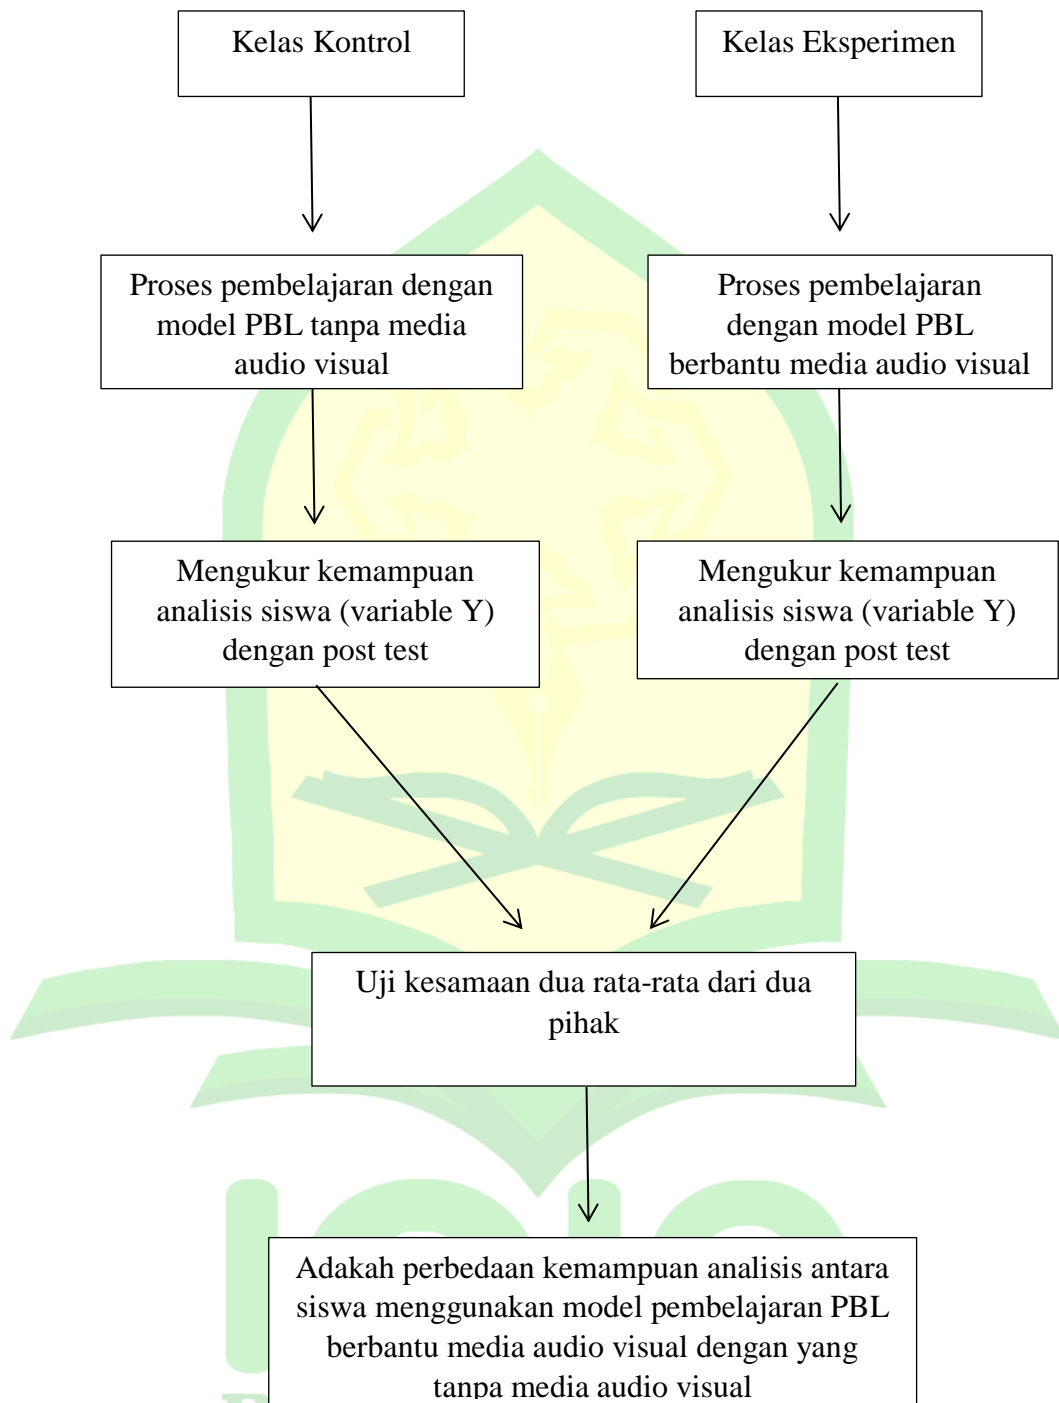 Kelas Kontrol
Kelas Eksperimen
Proses pembelajaran dengan
model PBL tanpa media
audio visual
Proses pembelajaran
dengan model PBL
berbantu media audio visual
Mengukur kemampuan
analisis siswa (variable Y)
dengan post test
Mengukur kemampuan
analisis siswa (variable Y)
dengan post test
Uji kesamaan dua rata-rata dari dua
pihak
Adakah perbedaan kemampuan analisis antara
siswa menggunakan model pembelajaran PBL
berbantu media audio visual dengan yang
tanpa media audio visual